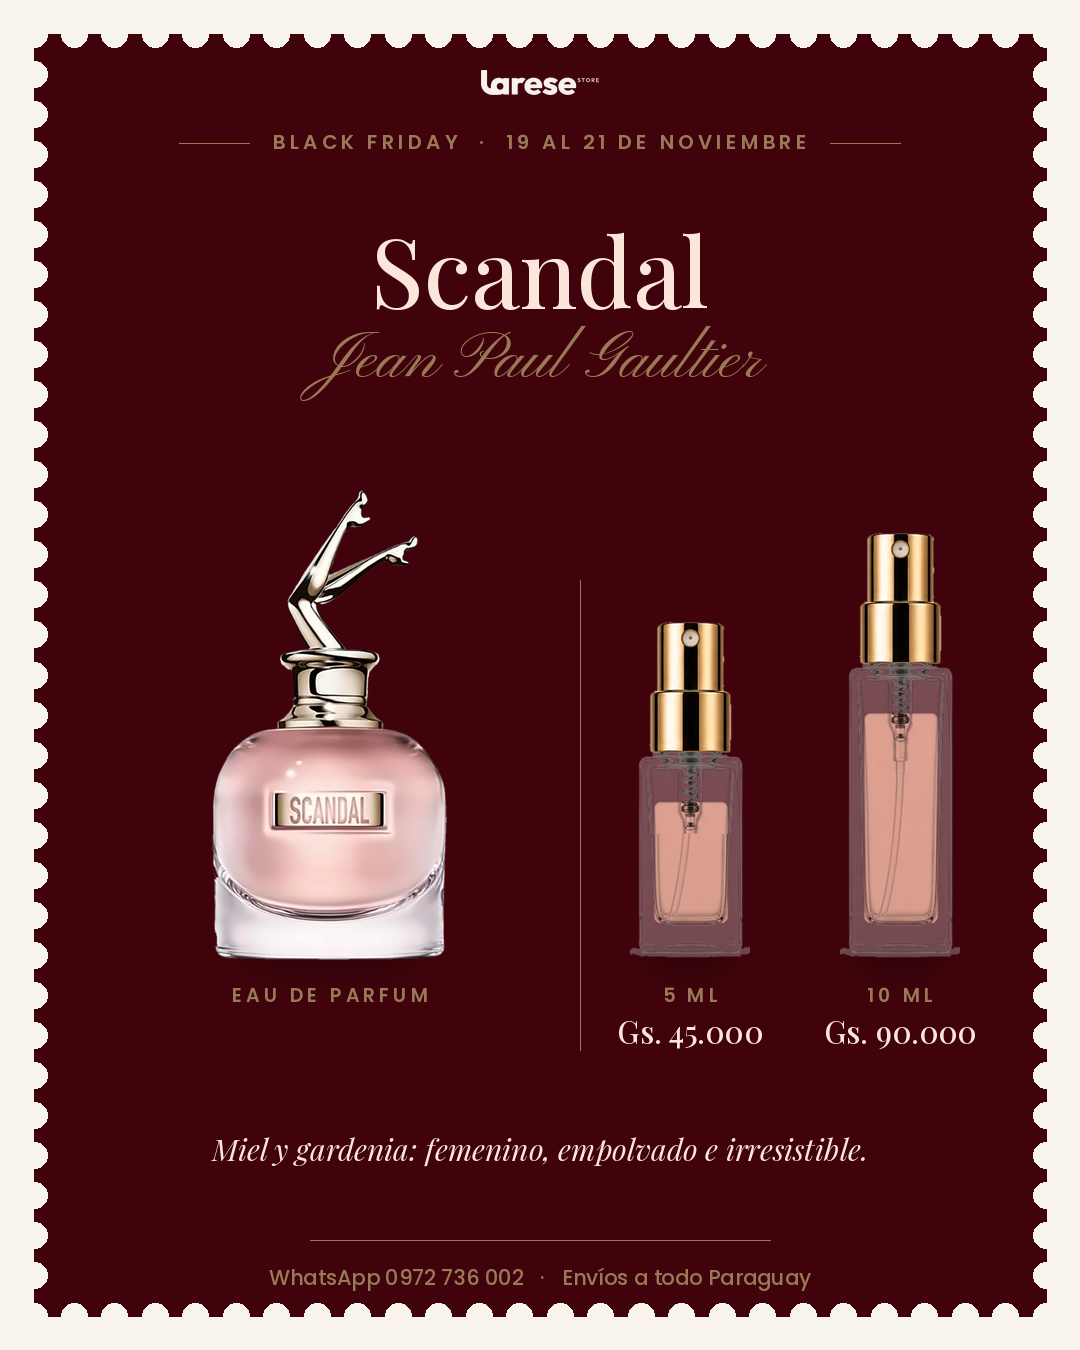 Larese STORE
BLACK FRIDAY · 19 AL 21 DE NOVIEMBRE
Scandal
Jean Paul Gaultier
SCANDAL
EAU DE PARFUM
5 ML
Gs. 45.000
10 ML
Gs. 90.000
Miel y gardenia: femenino, empolvado e irresistible.
WhatsApp 0972 736 002 · Envíos a todo Paraguay